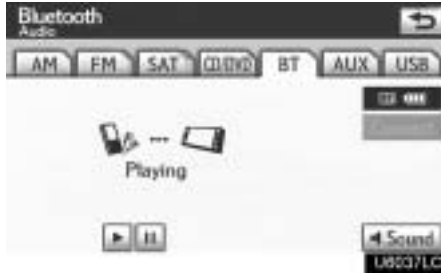 Bluetooth
Audio
AM FM SAT CD/DVD BT AUX USB
Playing
Sound
U6037LC